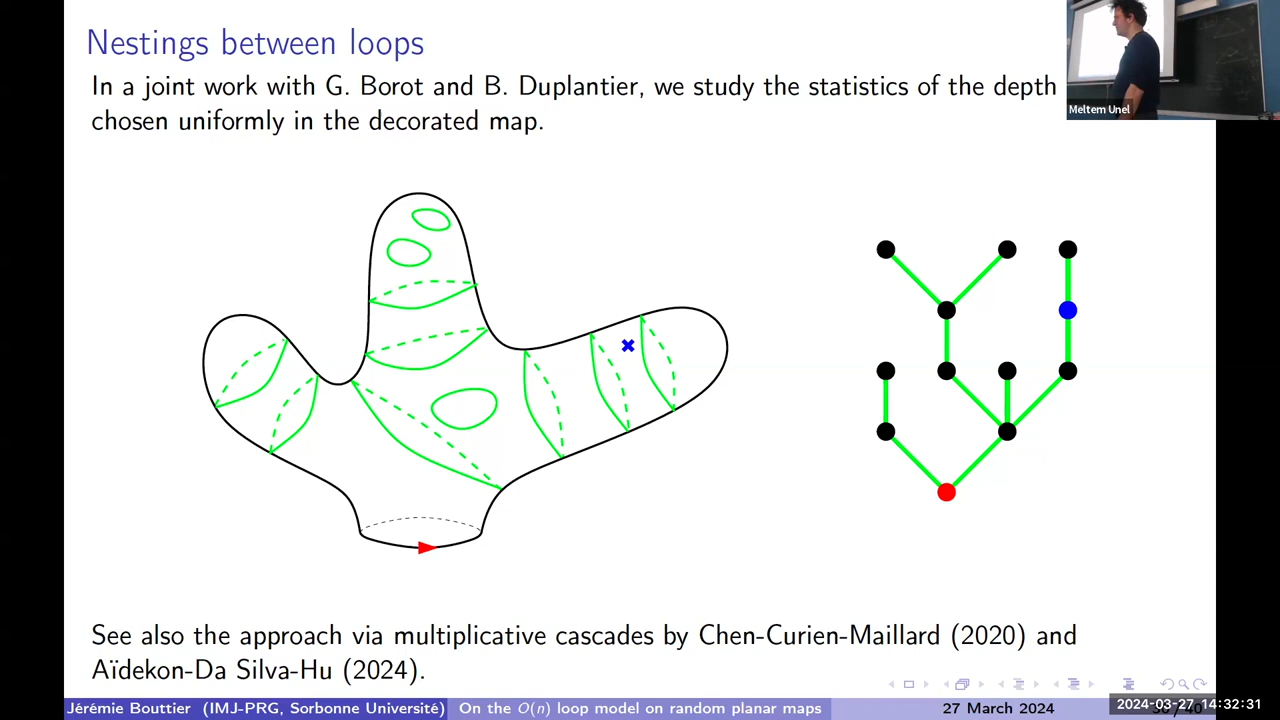 Nestings between loops
In a joint work with G. Borot and B. Duplantier, we study the statistics of the depth
chosen uniformly in the decorated map.
Meltem Unel
See also the approach via multiplicative cascades by Chen-Curien-Maillard (2020) and
Aïdekon-Da Silva-Hu (2024).
Jérémie Bouttier (IMJ-PRG, Sorbonne Université) On the O(n) loop model on random planar maps 27 March 2024
2024-03-27 14:32:31